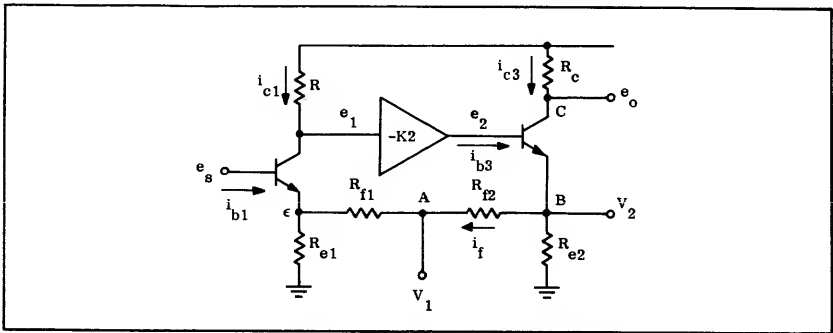 i_c1
R
i_c3
R_c
e_o
C
e_1
-K2
e_2
i_b3
e_s
i_b1
R_f1
A
R_f2
B
V_2
ϵ
R_e1
i_f
R_e2
V_1